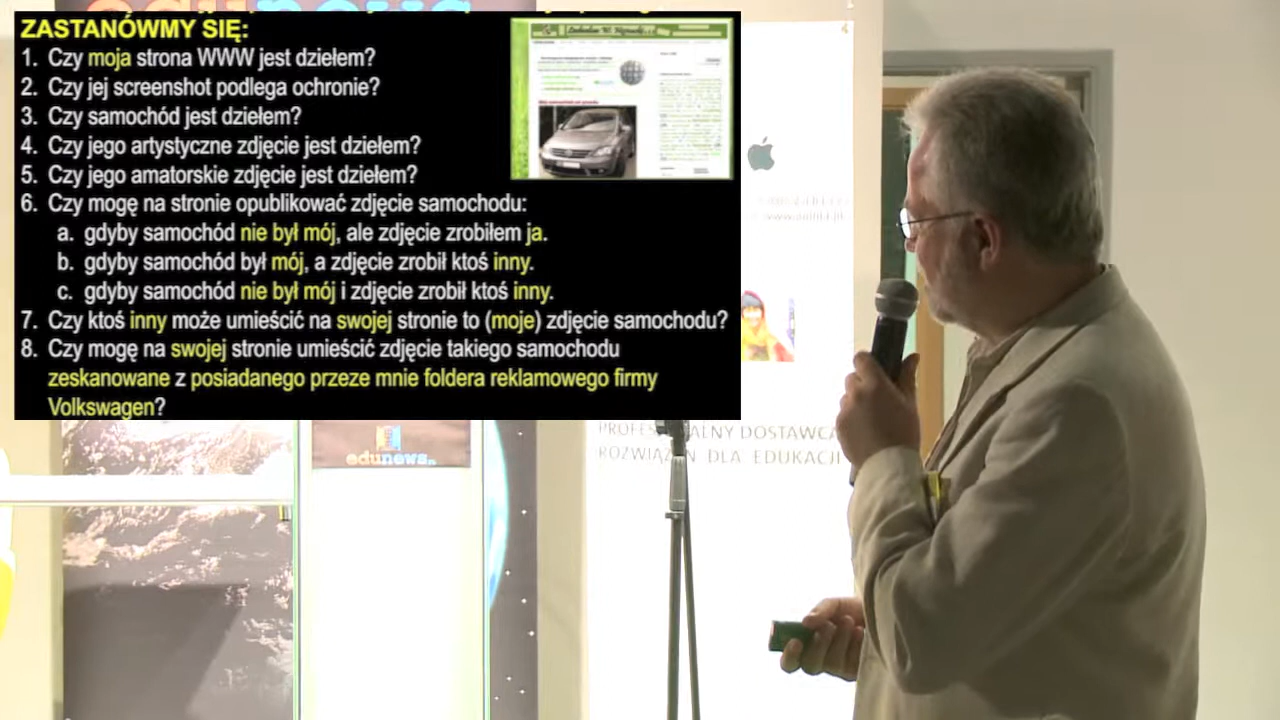 ZASTANÓWMY SIĘ:
1. Czy moja strona WWW jest dziełem?
2. Czy jej screenshot podlega ochronie?
3. Czy samochód jest dziełem?
4. Czy jego artystyczne zdjęcie jest dziełem?
5. Czy jego amatorskie zdjęcie jest dziełem?
6. Czy mogę na stronie opublikować zdjęcie samochodu:
a. gdyby samochód nie był mój, ale zdjęcie zrobiłem ja.
b. gdyby samochód był mój, a zdjęcie zrobił ktoś inny.
c. gdyby samochód nie był mój i zdjęcie zrobił ktoś inny.
7. Czy ktoś inny może umieścić na swojej stronie to (moje) zdjęcie samochodu?
8. Czy mogę na swojej stronie umieścić zdjęcie takiego samochodu
zeskanowane z posiadanego przeze mnie foldera reklamowego firmy
Volkswagen?
DOSTAWCA
ROZWIĄZAŃ DLA EDUKACJI
edunews